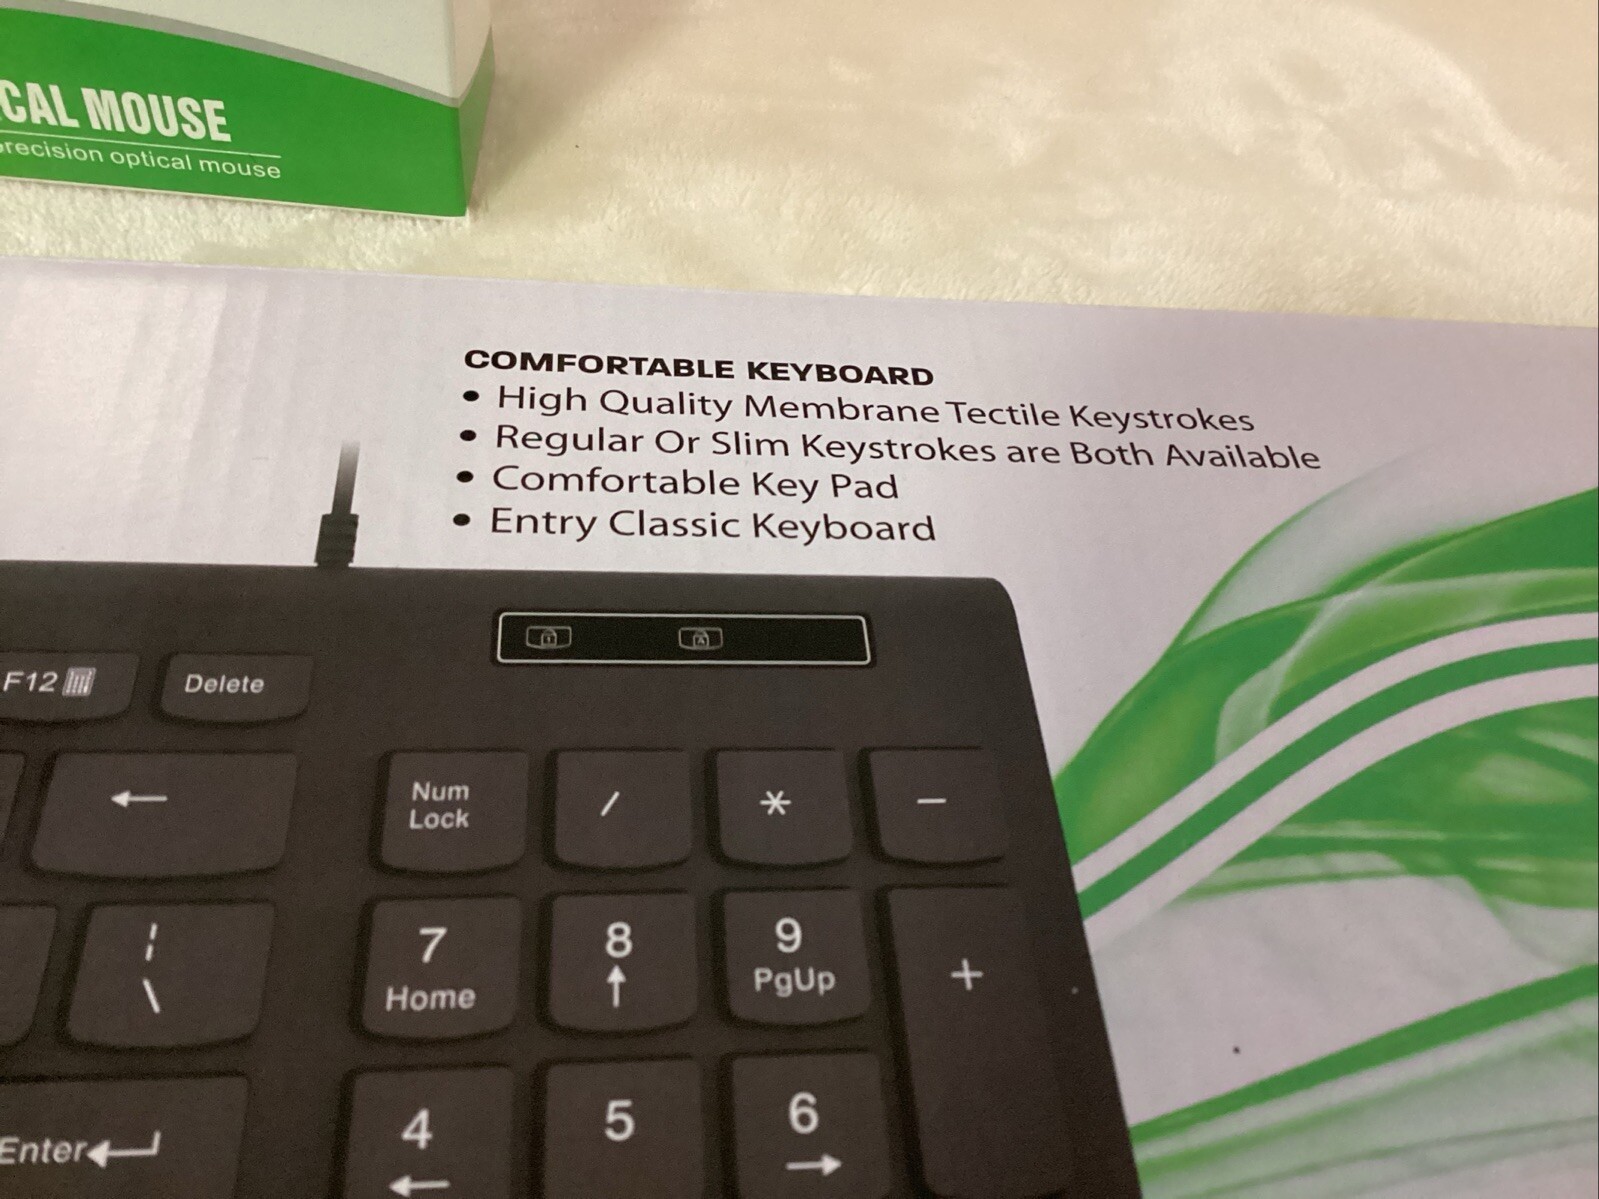 CAL MOUSE
precision optical mouse
COMFORTABLE KEYBOARD
• High Quality Membrane Tectile Keystrokes
• Regular Or Slim Keystrokes are Both Available
• Comfortable Key Pad
• Entry Classic Keyboard
F12 Delete
← Num Lock / * -
¦ \ 7 Home 8 ↑ 9 PgUp +
Enter 4 ← 5 6 →